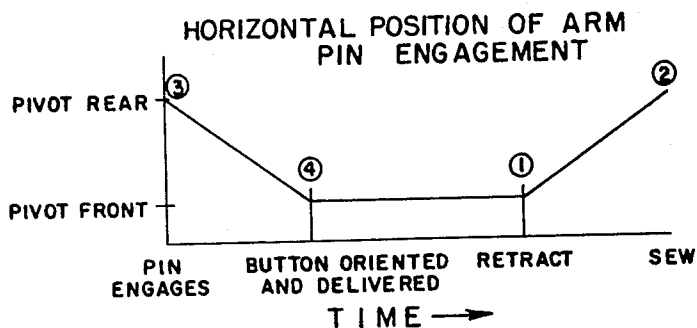 HORIZONTAL POSITION OF ARM
PIN ENGAGEMENT
3
2
PIVOT REAR
4
1
PIVOT FRONT
PIN
ENGAGES
BUTTON ORIENTED
AND DELIVERED
RETRACT
SEW
TIME